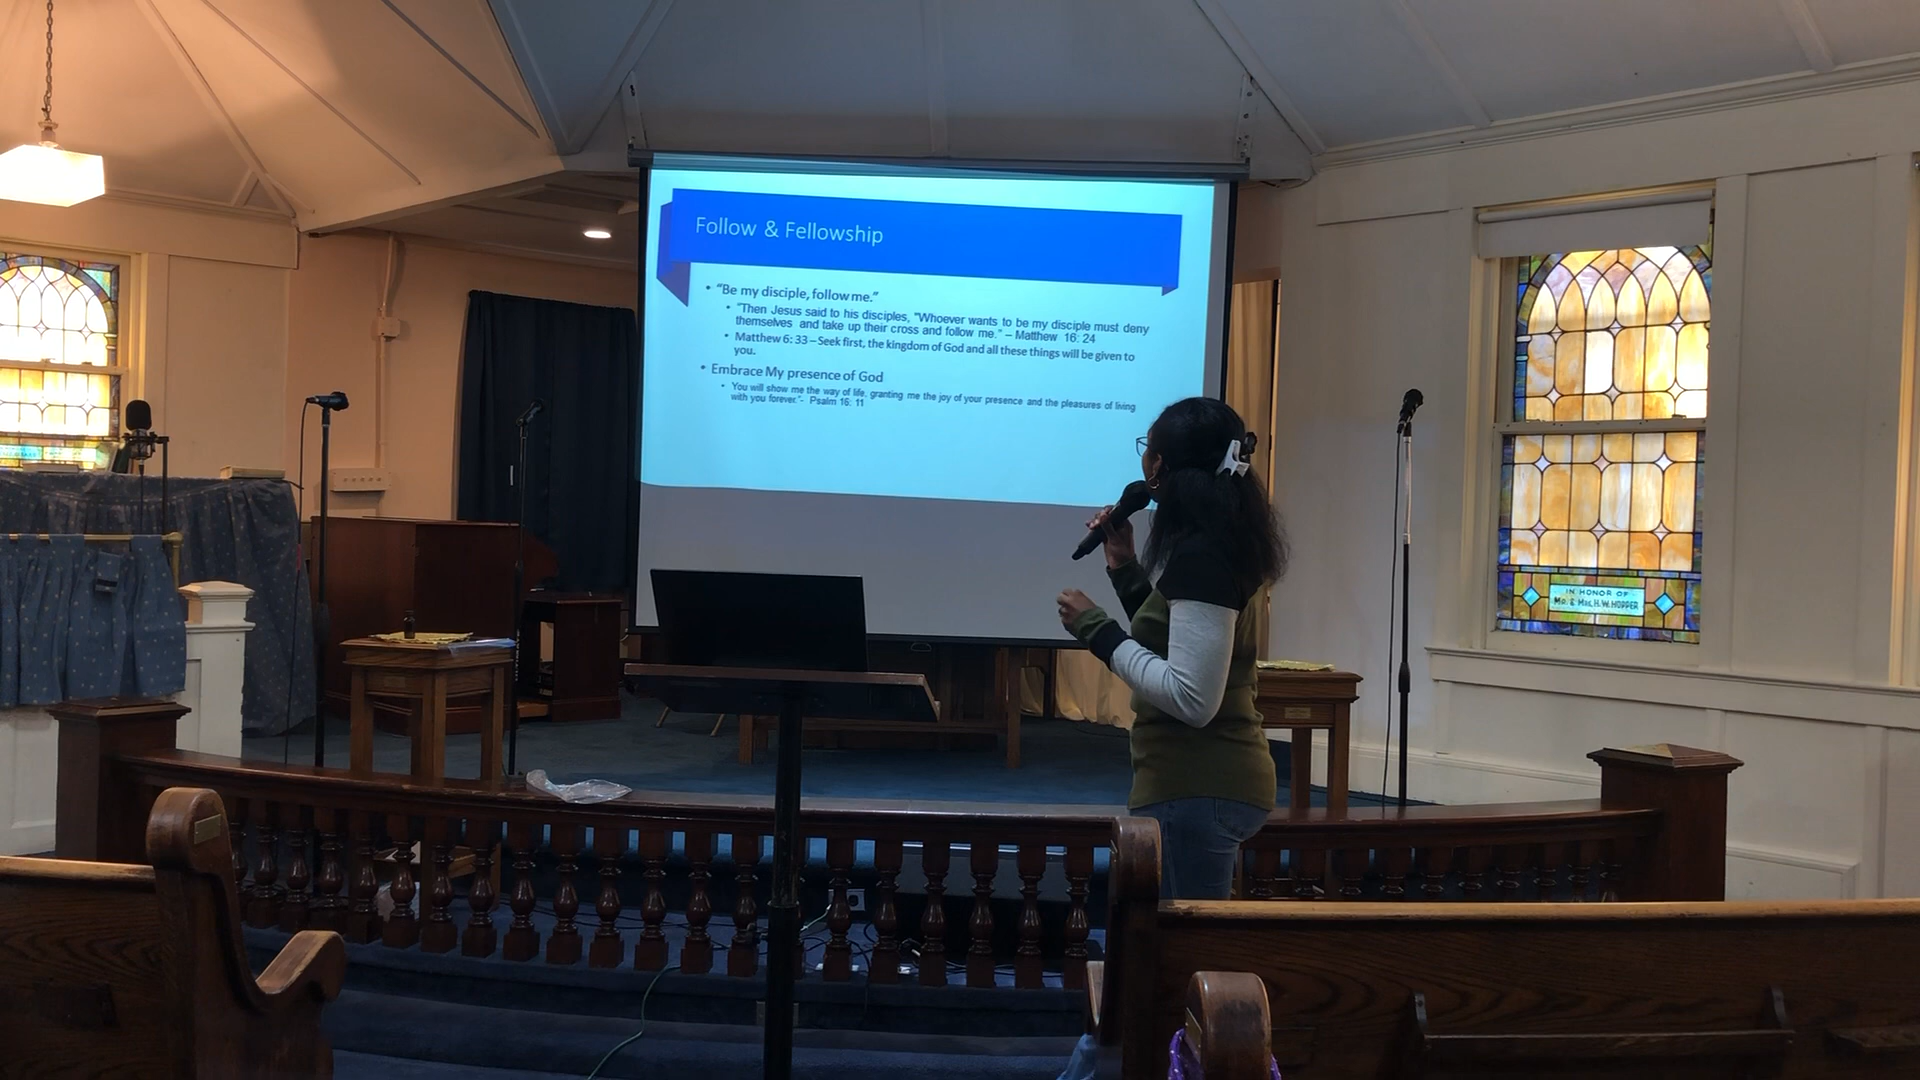 Follow & Fellowship
• "Be my disciple, follow me."
• "Then Jesus said to his disciples, "Whoever wants to be my disciple must deny
themselves and take up their cross and follow me." – Matthew 16: 24
• Matthew 6: 33 – Seek first, the kingdom of God and all these things will be given to
you.
• Embrace My presence of God
• You will show me the way of life, granting me the joy of your presence and the pleasures of living
with you forever."- Psalm 16: 11
IN HONOR OF
MR. & MRS. H. W. HOPPER